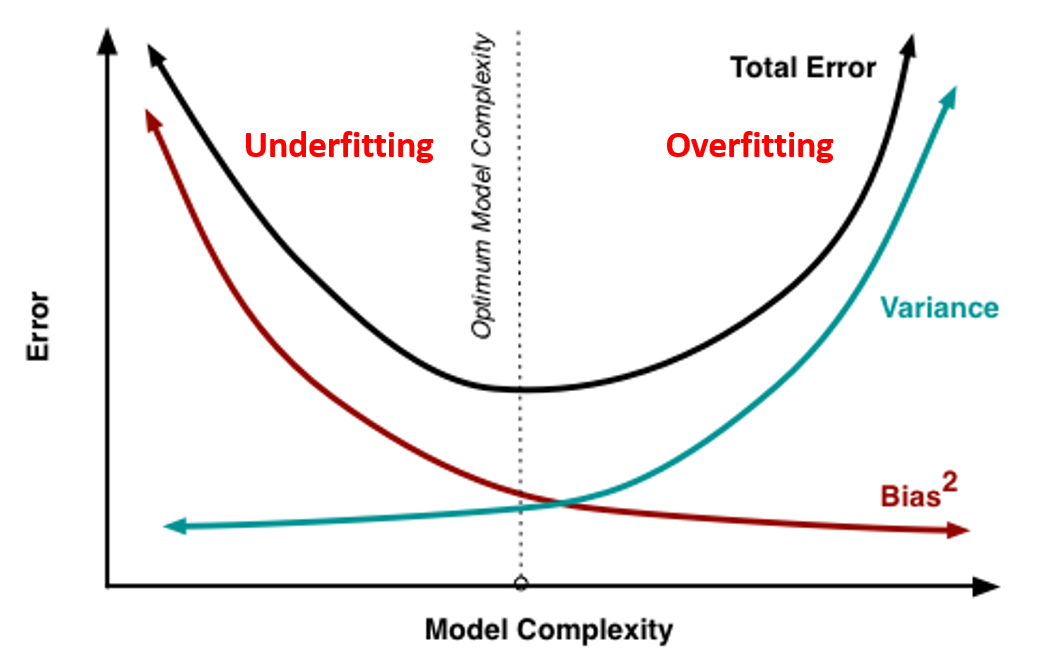 Optimum Model Complexity
Total Error
Underfitting
Overfitting
Error
Variance
Bias²
Model Complexity